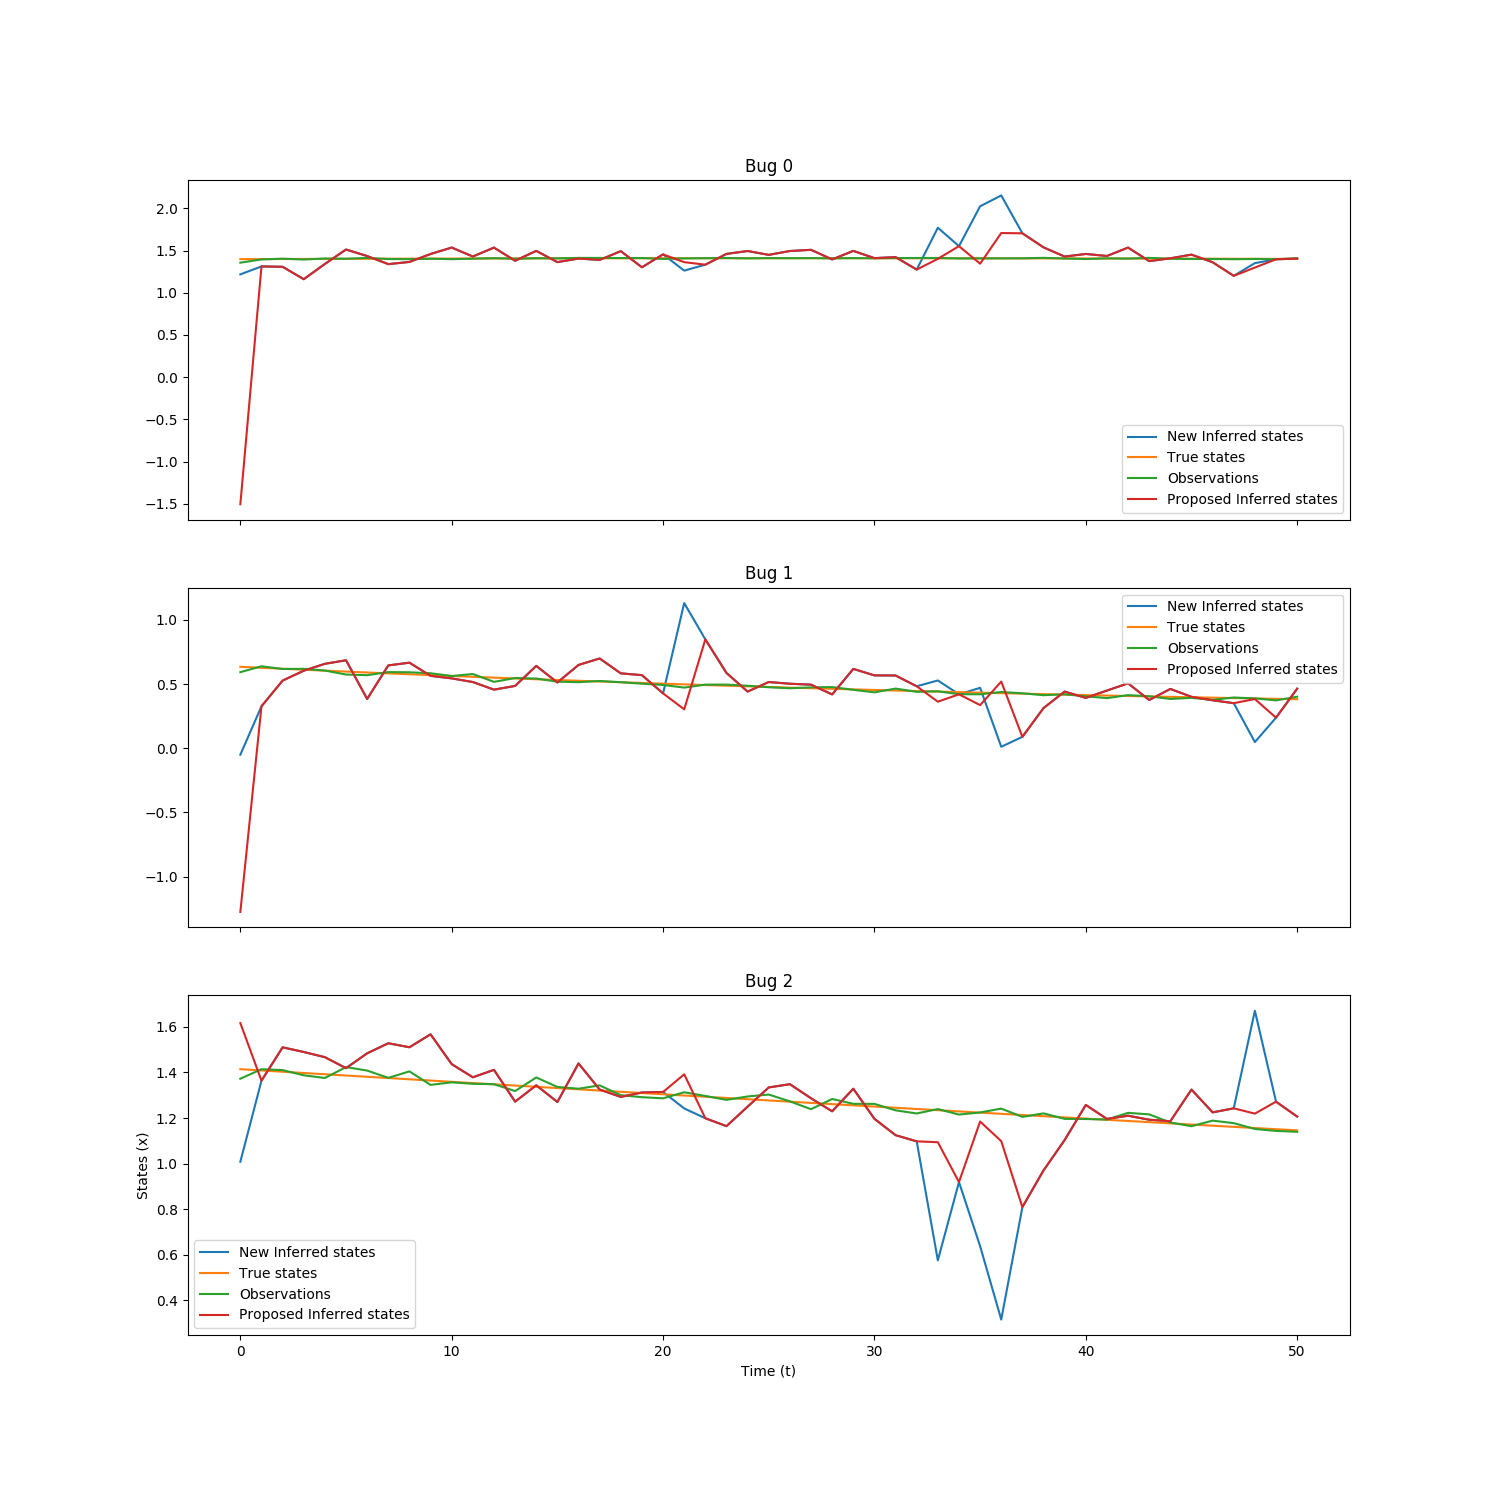 Bug 0
2.0
1.5
1.0
0.5
0.0
−0.5
−1.0
−1.5
New Inferred states
True states
Observations
Proposed Inferred states
Bug 1
1.0
0.5
0.0
−0.5
−1.0
New Inferred states
True states
Observations
Proposed Inferred states
Bug 2
1.6
1.4
1.2
1.0
0.8
0.6
0.4
States (x)
New Inferred states
True states
Observations
Proposed Inferred states
0 10 20 30 40 50
Time (t)